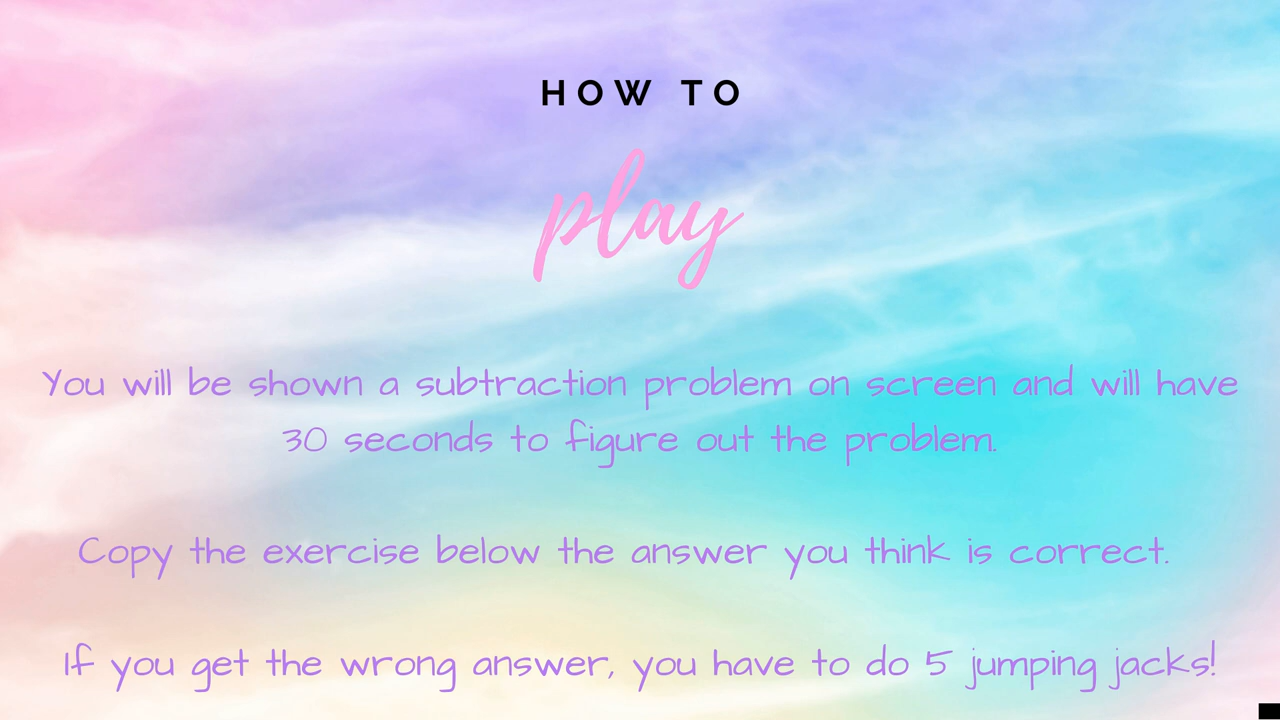 HOW TO
play
You will be shown a subtraction problem on screen and will have
30 seconds to figure out the problem.
Copy the exercise below the answer you think is correct.
If you get the wrong answer, you have to do 5 jumping jacks!